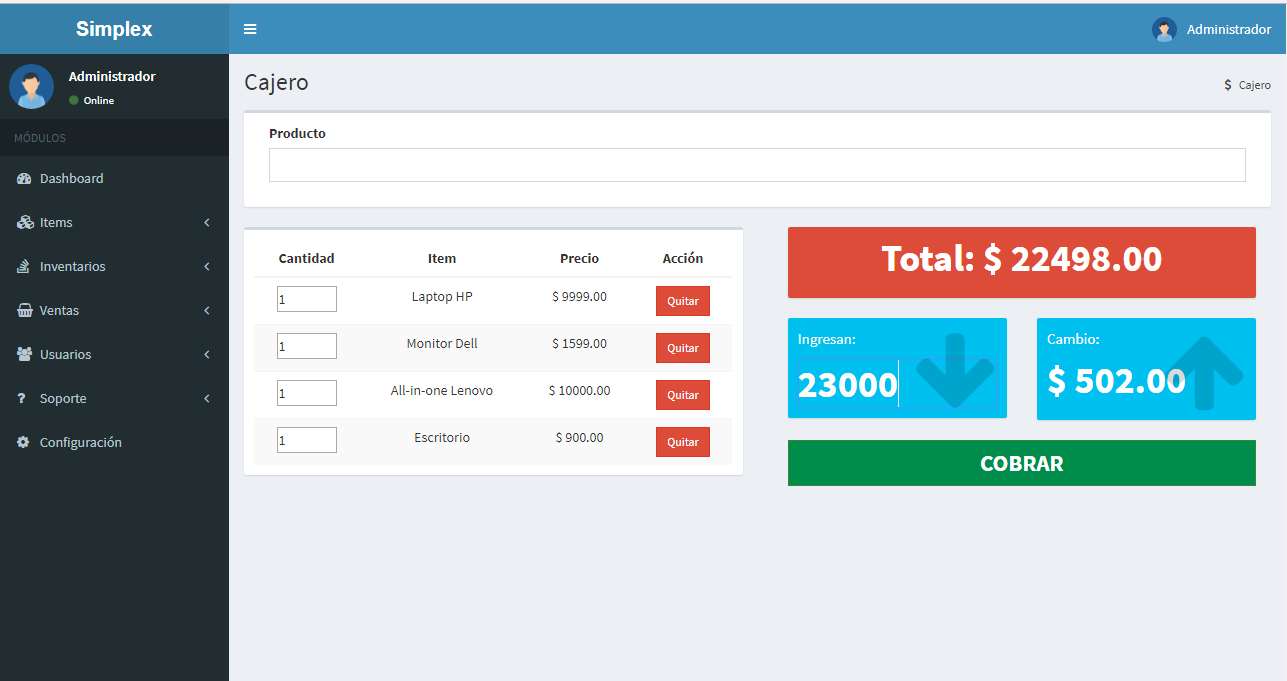 Simplex
Administrador
Administrador
Online
MÓDULOS
Dashboard
Items
Inventarios
Ventas
Usuarios
Soporte
Configuración
Cajero
$ Cajero
Producto
Cantidad Item Precio Acción
1 Laptop HP $ 9999.00 Quitar
1 Monitor Dell $ 1599.00 Quitar
1 All-in-one Lenovo $ 10000.00 Quitar
1 Escritorio $ 900.00 Quitar
Total: $ 22498.00
Ingresan:
23000
Cambio:
$ 502.00
COBRAR